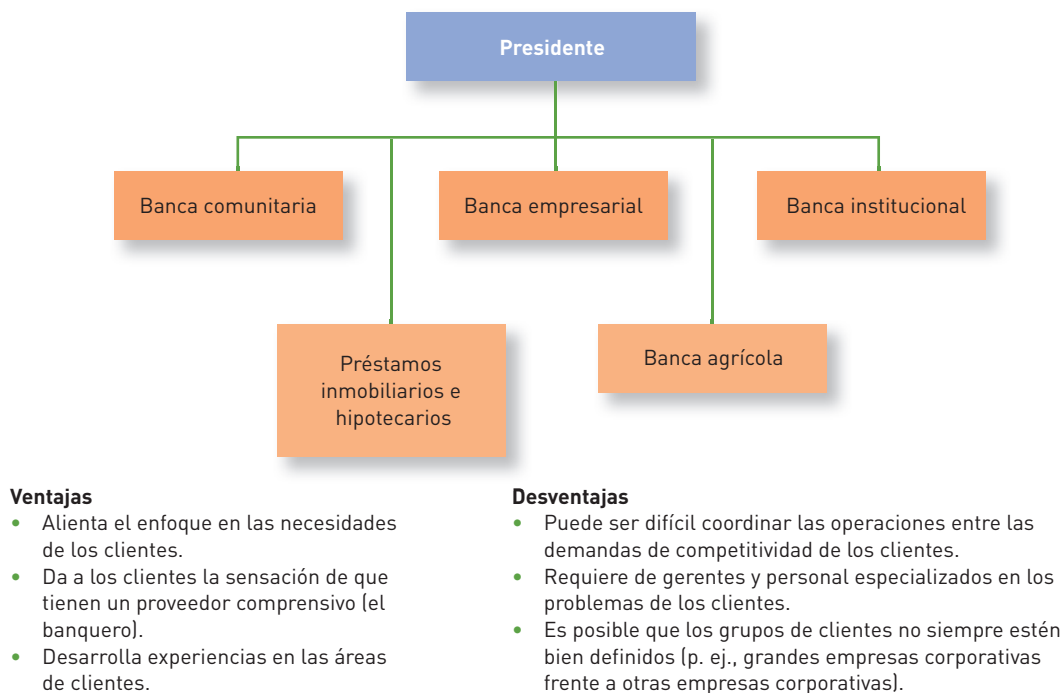 Presidente
Banca comunitaria
Banca empresarial
Banca institucional
Préstamos
inmobiliarios e
hipotecarios
Banca agrícola
Ventajas
• Alienta el enfoque en las necesidades
de los clientes.
• Da a los clientes la sensación de que
tienen un proveedor comprensivo (el
banquero).
• Desarrolla experiencias en las áreas
de clientes.
Desventajas
• Puede ser difícil coordinar las operaciones entre las
demandas de competitividad de los clientes.
• Requiere de gerentes y personal especializados en los
problemas de los clientes.
• Es posible que los grupos de clientes no siempre estén
bien definidos (p. ej., grandes empresas corporativas
frente a otras empresas corporativas).